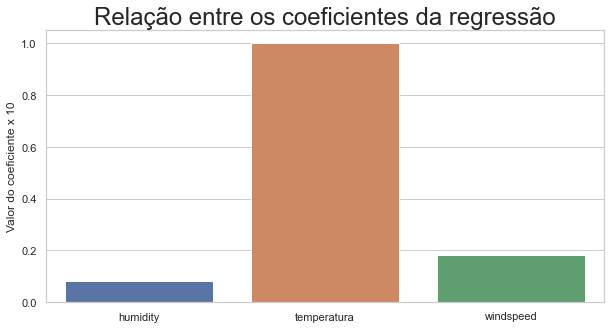 Relação entre os coeficientes da regressão
Valor do coeficiente x 10
1.0
0.8
0.6
0.4
0.2
0.0
humidity temperatura windspeed